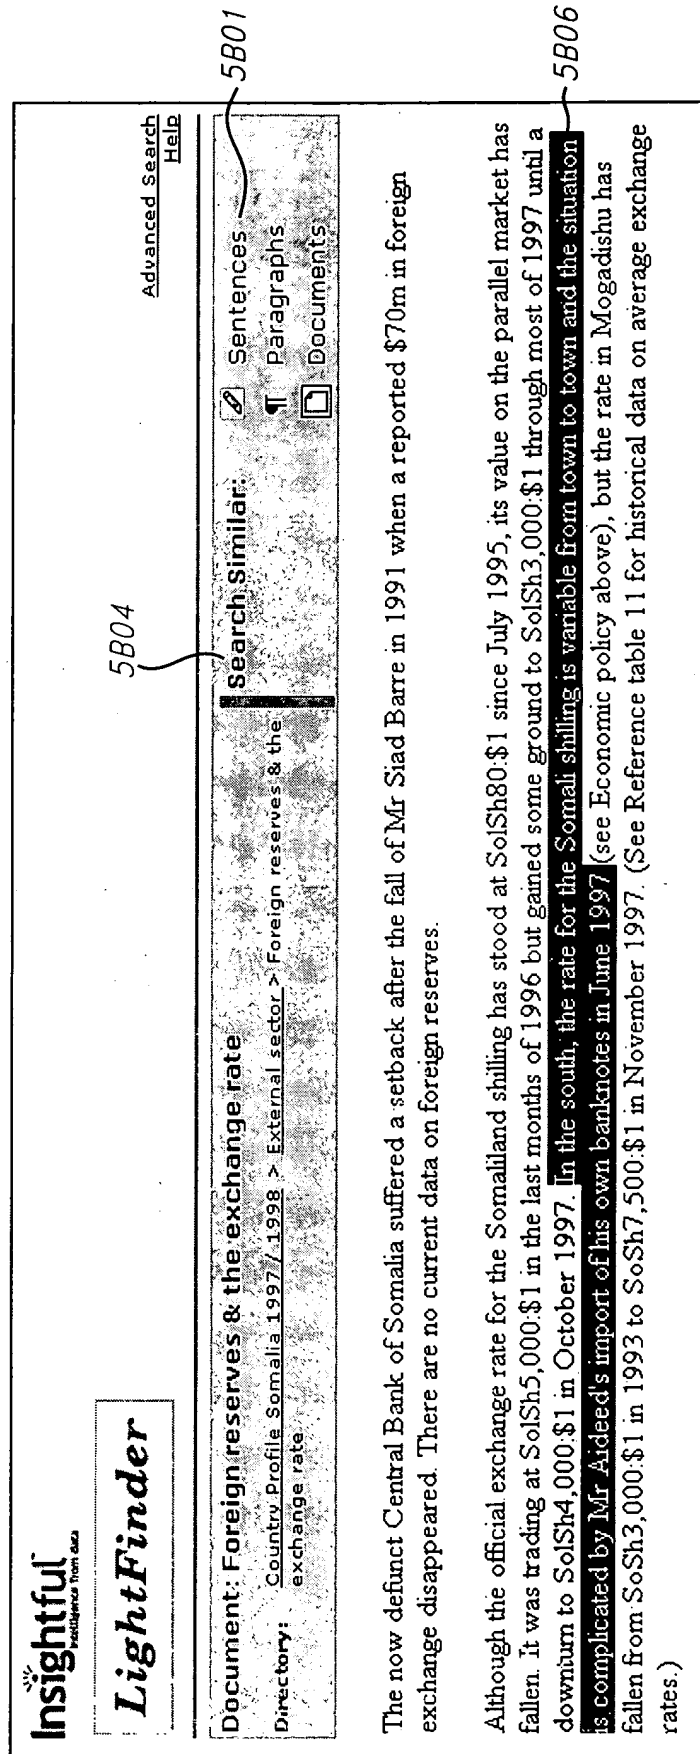 Insightful
intelligence from data
LightFinder
Advanced Search
Help
5B04
5B01
Document: Foreign reserves & the exchange rate
Directory: Country Profile Somalia 1997 / 1998 > External sector > Foreign reserves & the
exchange rate
Search Similar:
Sentences
¶ Paragraphs
Documents
The now defunct Central Bank of Somalia suffered a setback after the fall of Mr Siad Barre in 1991 when a reported $70m in foreign
exchange disappeared. There are no current data on foreign reserves.
Although the official exchange rate for the Somaliland shilling has stood at SolSh80:$1 since July 1995, its value on the parallel market has
fallen. It was trading at SolSh5,000:$1 in the last months of 1996 but gained some ground to SolSh3,000:$1 through most of 1997 until a
downturn to SolSh4,000:$1 in October 1997. In the south, the rate for the Somali shilling is variable from town to town and the situation
is complicated by Mr Aideed's import of his own banknotes in June 1997 (see Economic policy above), but the rate in Mogadishu has
fallen from SoSh3,000:$1 in 1993 to SoSh7,500:$1 in November 1997. (See Reference table 11 for historical data on average exchange
rates.)
5B06